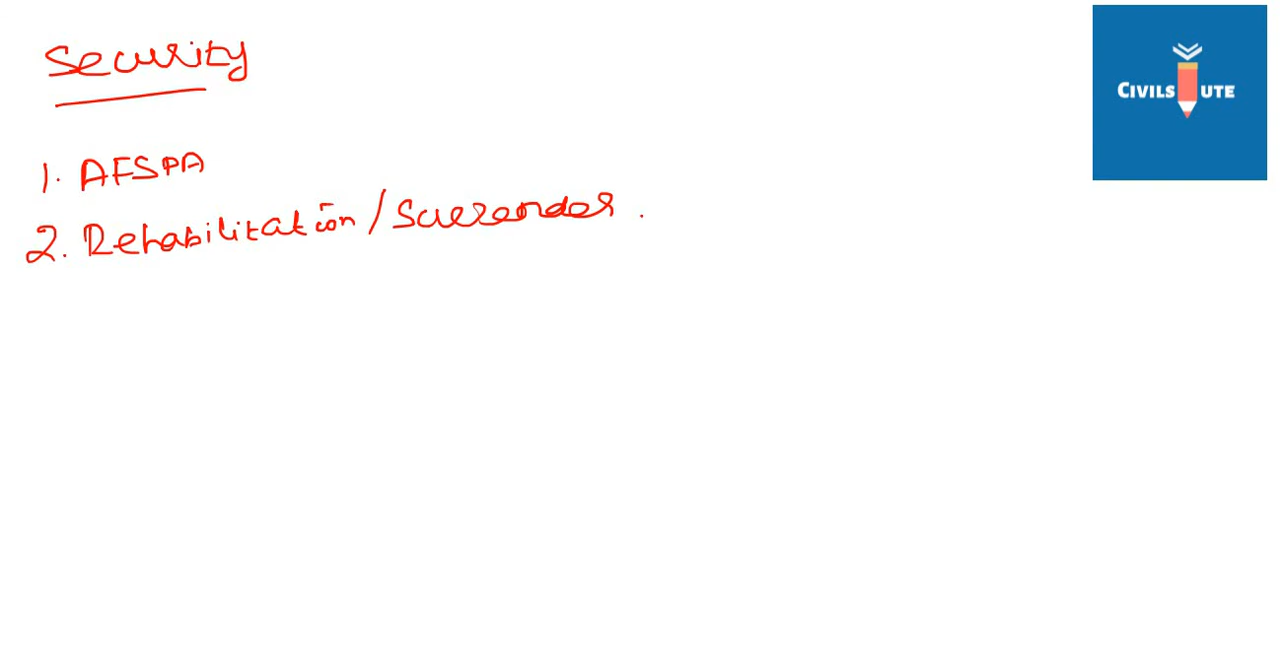 Security
CIVILS UTE
1. AFSPA
2. Rehabilitation / Surrender.